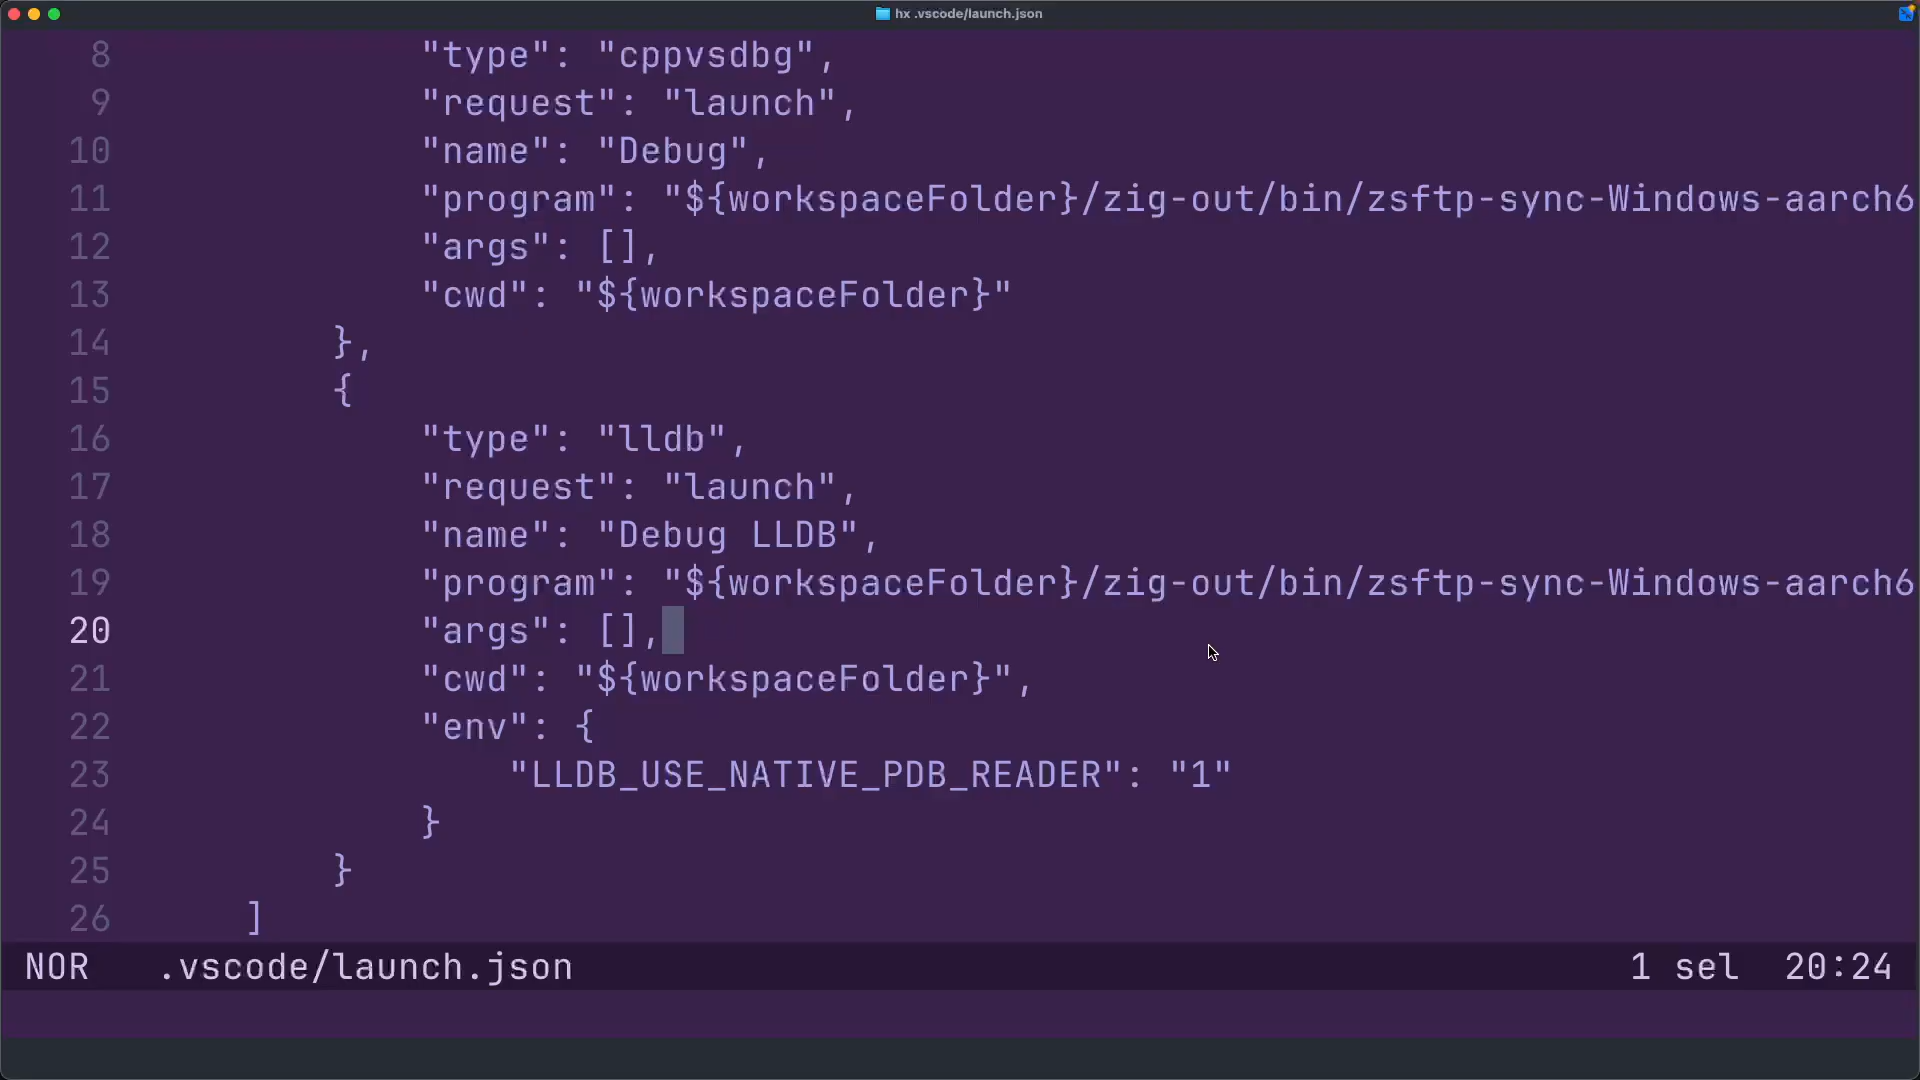 hx .vscode/launch.json
8 "type": "cppvsdbg",
9 "request": "launch",
10 "name": "Debug",
11 "program": "${workspaceFolder}/zig-out/bin/zsftp-sync-Windows-aarch6
12 "args": [],
13 "cwd": "${workspaceFolder}"
14 },
15 {
16 "type": "lldb",
17 "request": "launch",
18 "name": "Debug LLDB",
19 "program": "${workspaceFolder}/zig-out/bin/zsftp-sync-Windows-aarch6
20 "args": [],
21 "cwd": "${workspaceFolder}",
22 "env": {
23 "LLDB_USE_NATIVE_PDB_READER": "1"
24 }
25 }
26 ]
NOR .vscode/launch.json 1 sel 20:24